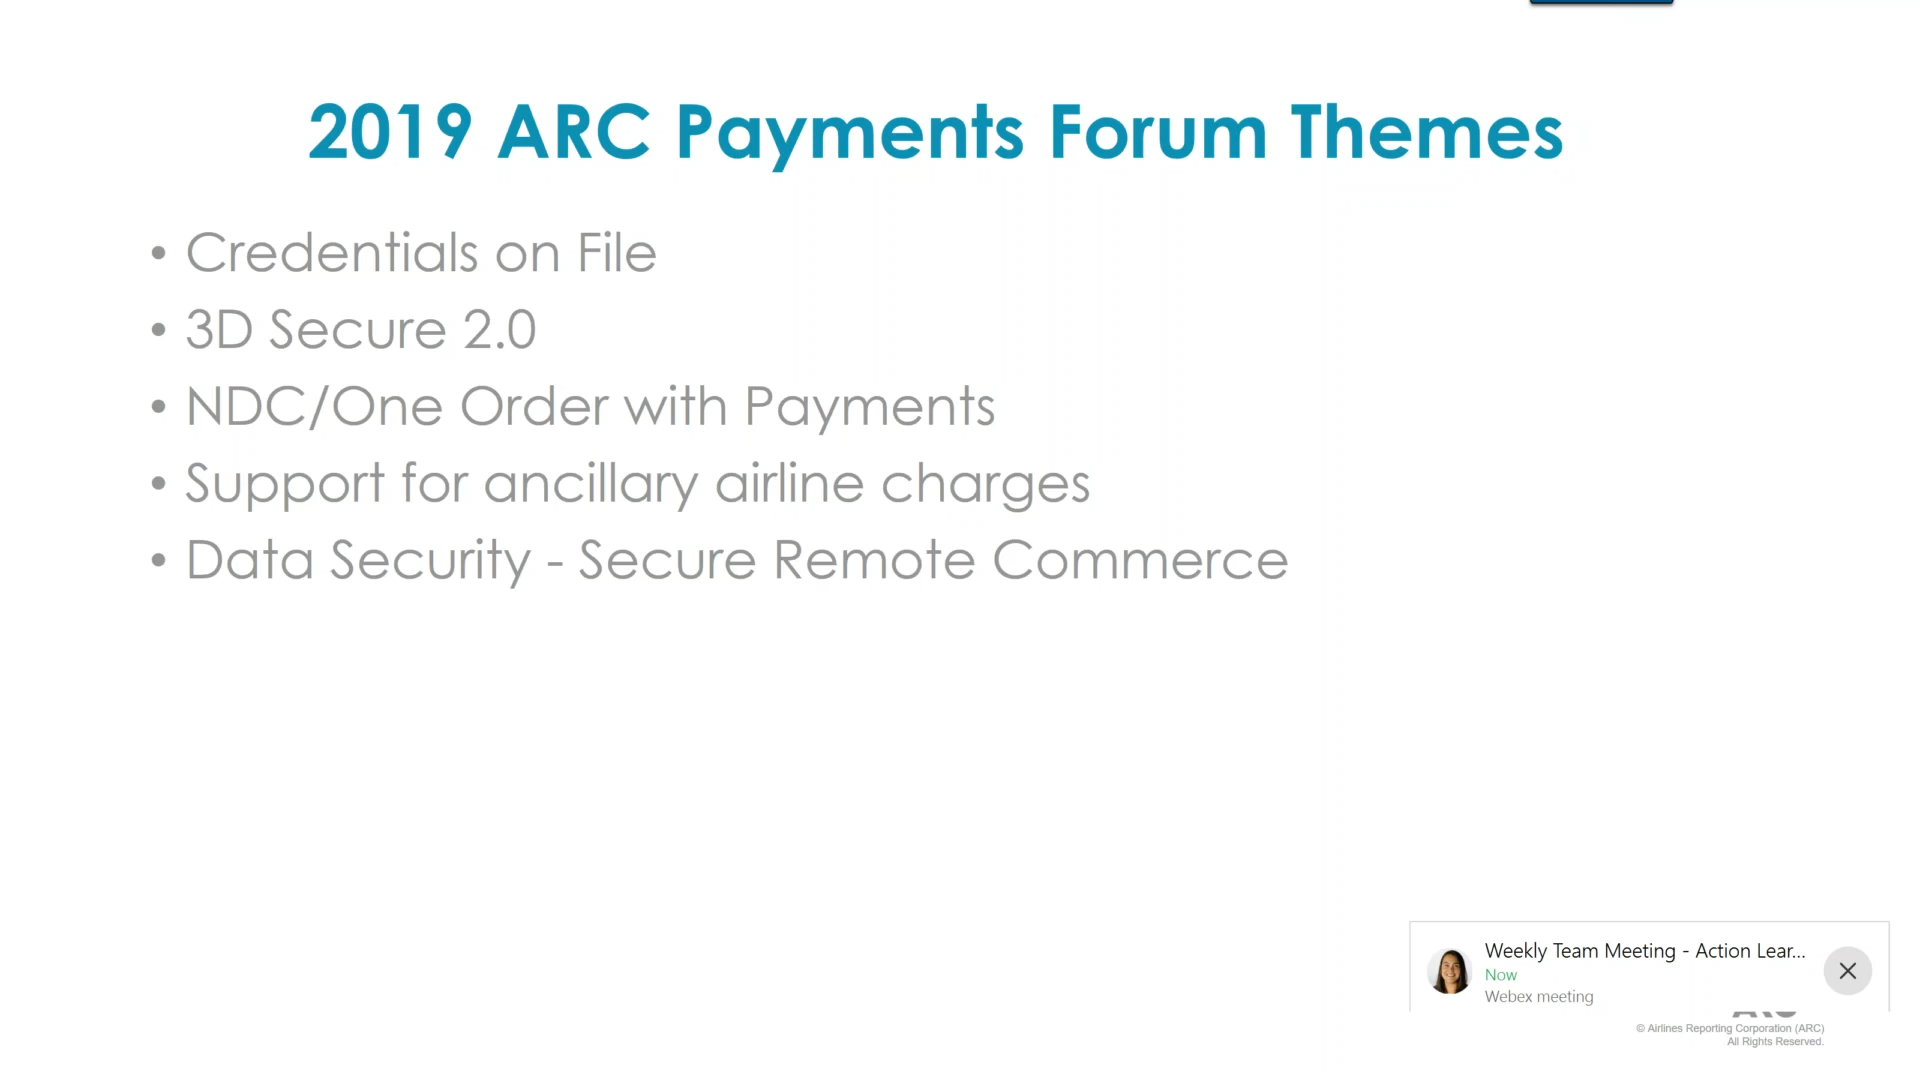 2019 ARC Payments Forum Themes
• Credentials on File
• 3D Secure 2.0
• NDC/One Order with Payments
• Support for ancillary airline charges
• Data Security - Secure Remote Commerce
Weekly Team Meeting - Action Lear...
Now
Webex meeting
© Airlines Reporting Corporation (ARC)
All Rights Reserved.